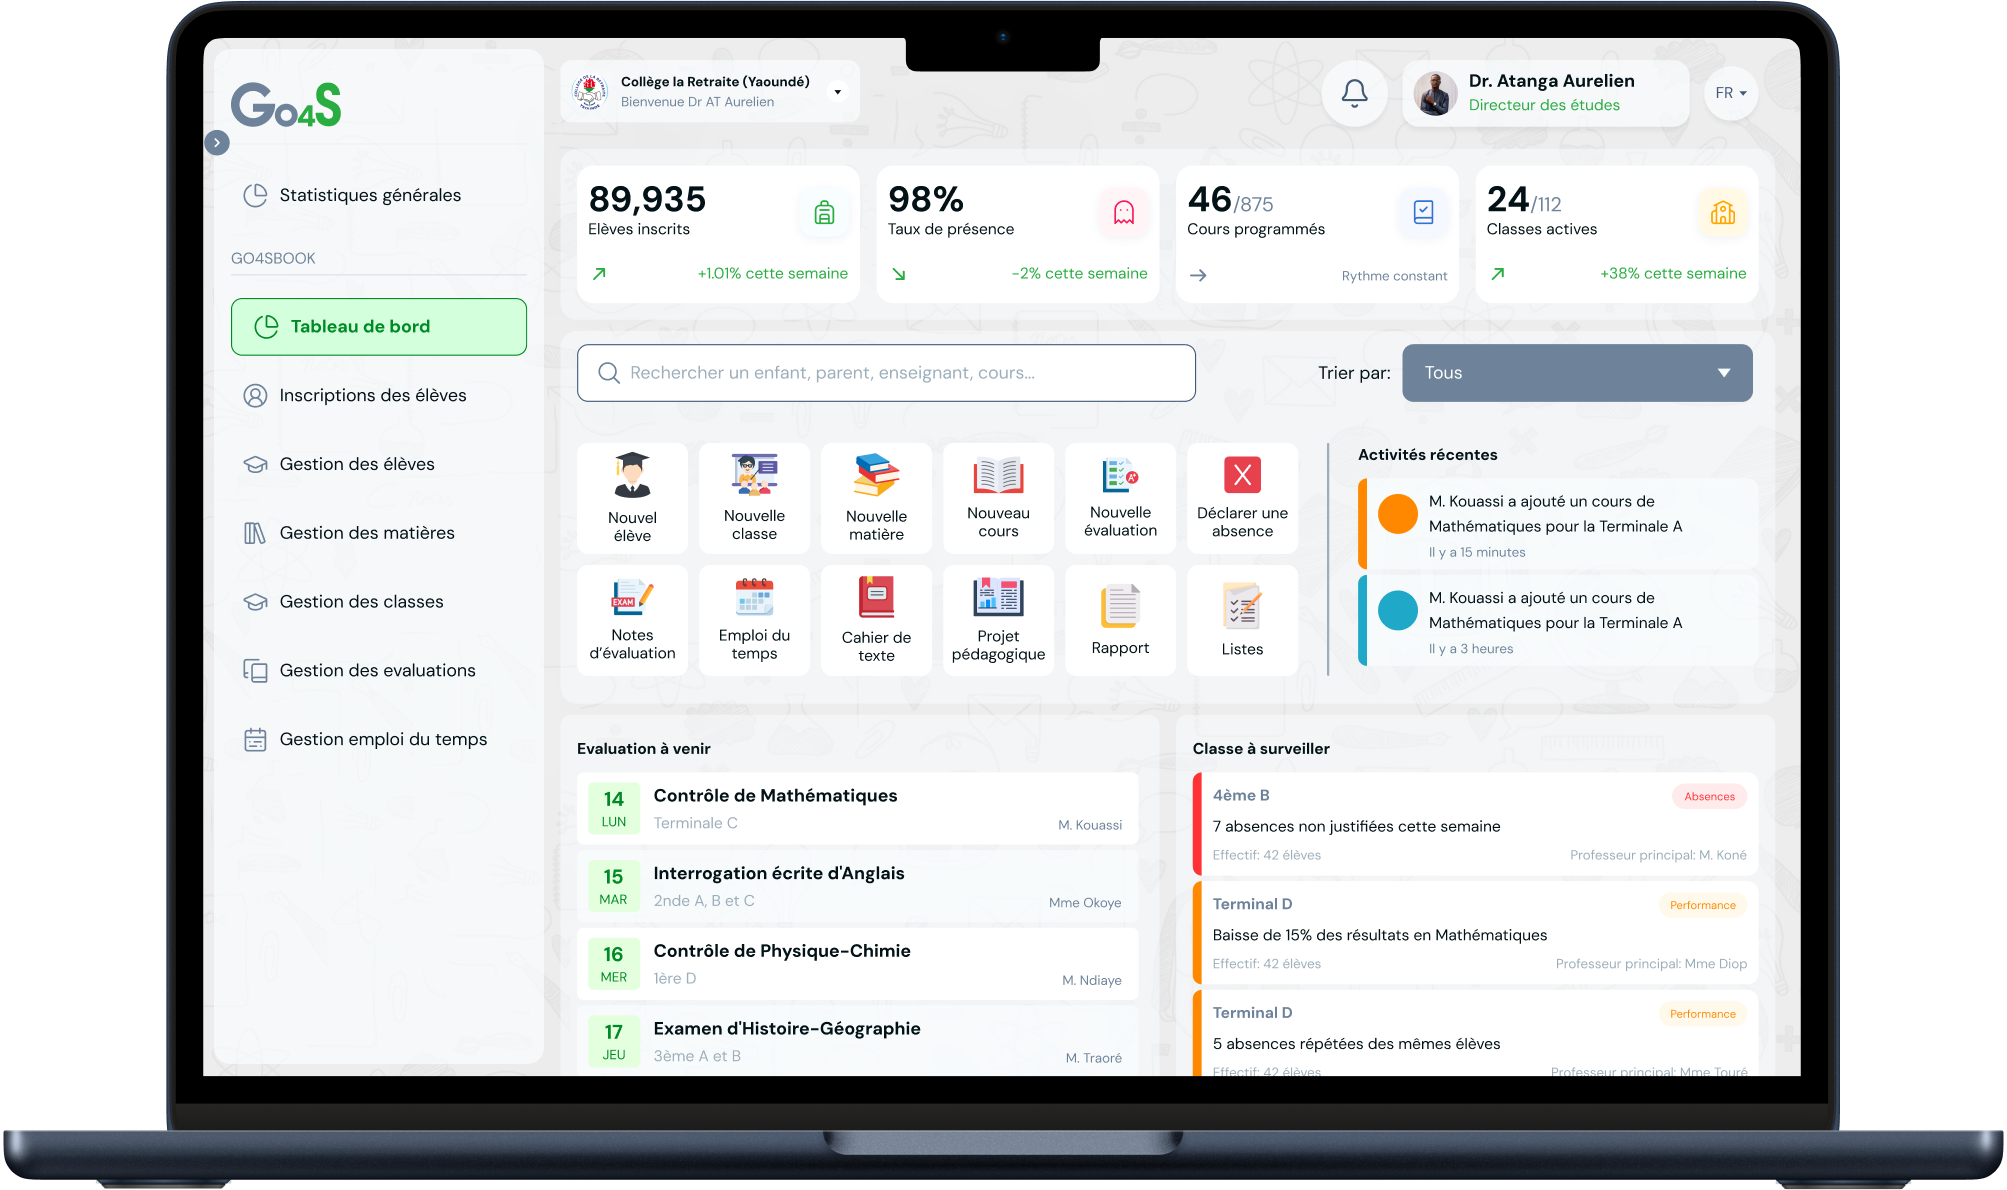 Go4S
Statistiques générales
GO4SBOOK
Tableau de bord
Inscriptions des élèves
Gestion des élèves
Gestion des matières
Gestion des classes
Gestion des evaluations
Gestion emploi du temps
Collège la Retraite (Yaoundé)
Bienvenue Dr AT Aurelien
Dr. Atanga Aurelien
Directeur des études
FR
89,935
Elèves inscrits
+1.01% cette semaine
98%
Taux de présence
-2% cette semaine
46/875
Cours programmés
Rythme constant
24/112
Classes actives
+38% cette semaine
Rechercher un enfant, parent, enseignant, cours...
Trier par:
Tous
Nouvel
élève
Nouvelle
classe
Nouvelle
matière
Nouveau
cours
A+
Nouvelle
évaluation
X
Déclarer une
absence
EXAM
Notes
d'évaluation
Emploi du
temps
Cahier de
texte
Projet
pédagogique
Rapport
Listes
Activités récentes
M. Kouassi a ajouté un cours de
Mathématiques pour la Terminale A
Il y a 15 minutes
M. Kouassi a ajouté un cours de
Mathématiques pour la Terminale A
Il y a 3 heures
Evaluation à venir
14
LUN
Contrôle de Mathématiques
Terminale C
M. Kouassi
15
MAR
Interrogation écrite d'Anglais
2nde A, B et C
Mme Okoye
16
MER
Contrôle de Physique-Chimie
1ère D
M. Ndiaye
17
JEU
Examen d'Histoire-Géographie
3ème A et B
M. Traoré
Classe à surveiller
4ème B
Absences
7 absences non justifiées cette semaine
Effectif: 42 élèves
Professeur principal: M. Koné
Terminal D
Performance
Baisse de 15% des résultats en Mathématiques
Effectif: 42 élèves
Professeur principal: Mme Diop
Terminal D
Performance
5 absences répétées des mêmes élèves
Effectif: 42 élèves
Professeur principal: Mme Touré